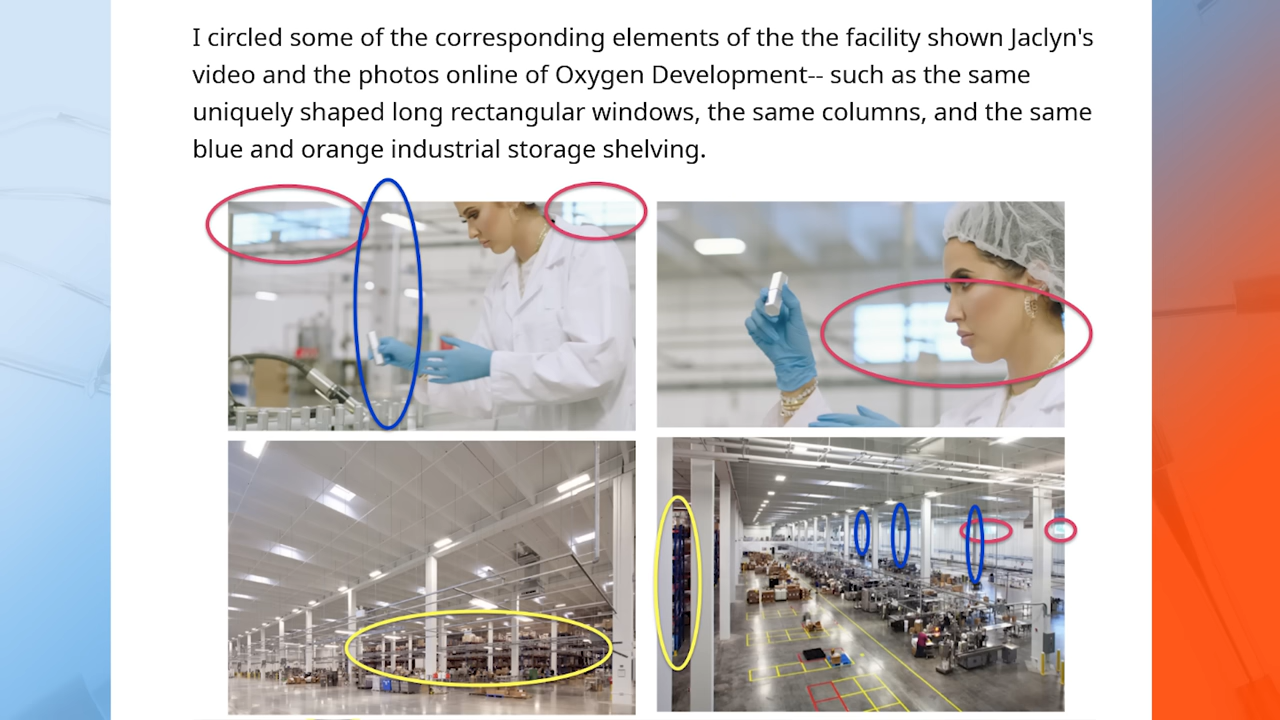 I circled some of the corresponding elements of the the facility shown Jaclyn's
video and the photos online of Oxygen Development-- such as the same
uniquely shaped long rectangular windows, the same columns, and the same
blue and orange industrial storage shelving.